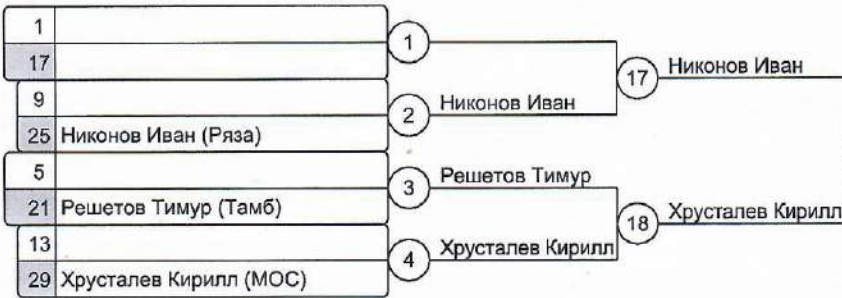 1
17
1
9
25 Никонов Иван (Ряза)
2
Никонов Иван
17
Никонов Иван
5
21 Решетов Тимур (Тамб)
3
Решетов Тимур
13
29 Хрусталев Кирилл (МОС)
4
Хрусталев Кирилл
18
Хрусталев Кирилл